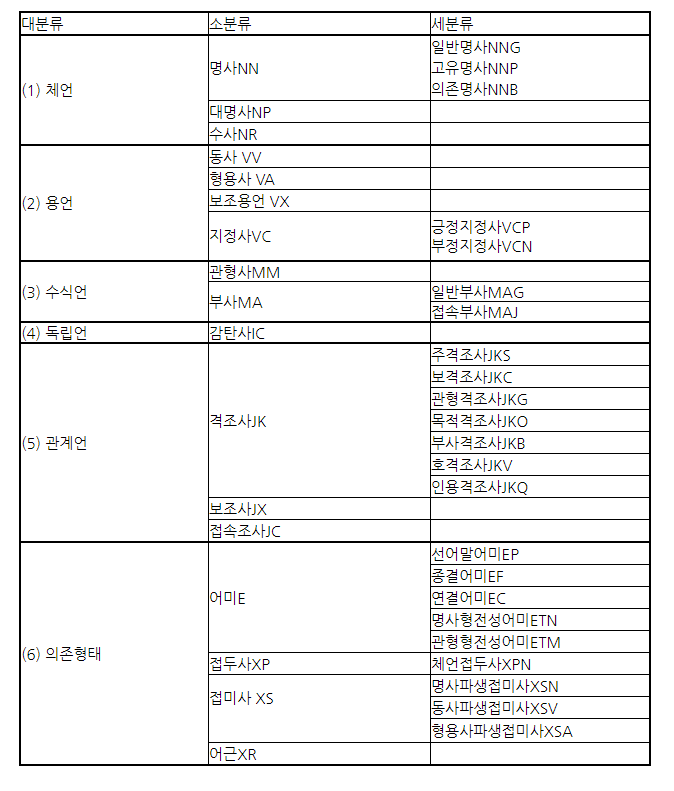 대분류 소분류 세분류
(1) 체언 명사NN 일반명사NNG
고유명사NNP
의존명사NNB
대명사NP
수사NR
(2) 용언 동사 VV
형용사 VA
보조용언 VX
지정사VC 긍정지정사VCP
부정지정사VCN
(3) 수식언 관형사MM
부사MA 일반부사MAG
접속부사MAJ
(4) 독립언 감탄사IC
(5) 관계언 격조사JK 주격조사JKS
보격조사JKC
관형격조사JKG
목적격조사JKO
부사격조사JKB
호격조사JKV
인용격조사JKQ
보조사JX
접속조사JC
(6) 의존형태 어미E 선어말어미EP
종결어미EF
연결어미EC
명사형전성어미ETN
관형형전성어미ETM
접두사XP 체언접두사XPN
접미사 XS 명사파생접미사XSN
동사파생접미사XSV
형용사파생접미사XSA
어근XR